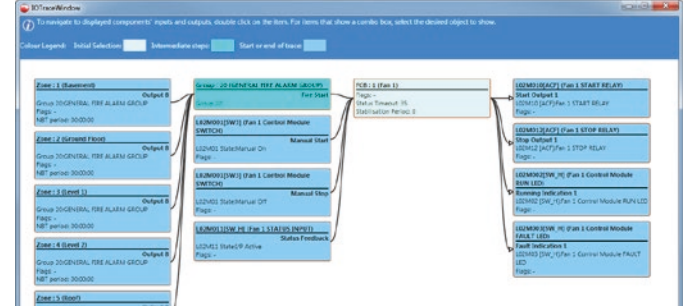 IOTraceWindow
To navigate to displayed components' inputs and outputs, double click on the item. For items that show a combo box, select the desired object to show.
Colour Legend: Initial Selection: Intermediate steps: Start or end of trace:
Zone : 1 (Basement)
Output B
Group 20:GENERAL FIRE ALARM GROUP
Flags: -
NBT period: 30:00:00
Zone : 2 (Ground Floor)
Output B
Group 20:GENERAL FIRE ALARM GROUP
Flags: -
NBT period: 30:00:00
Zone : 3 (Level 1)
Output B
Group 20:GENERAL FIRE ALARM GROUP
Flags: -
NBT period: 30:00:00
Zone : 4 (Level 2)
Output B
Group 20:GENERAL FIRE ALARM GROUP
Flags: -
NBT period: 30:00:00
Zone : 5 (Roof)
Group : 20 (GENERAL FIRE ALARM GROUP)
Fire Start
Group 20
L02M001[SW3] (Fan 1 Control Module
SWITCH)
Manual Start
L02M01 State:Manual On
Flags: -
L02M001[SW3] (Fan 1 Control Module
SWITCH)
Manual Stop
L02M01 State:Manual Off
Flags: -
L02M011[SW_H] (Fan 1 STATUS INPUT)
Status Feedback
L02M11 State:I/P Active
Flags: -
FCB : 1 (Fan 1)
Flags: -
Status Timeout: 35
Stabilisation Period: 0
L02M010[ACF] (Fan 1 START RELAY)
Start Output 1
L02M10 [ACF]:Fan 1 START RELAY
Flags: -
L02M012[ACF] (Fan 1 STOP RELAY)
Stop Output 1
L02M12 [ACF]:Fan 1 STOP RELAY
Flags: -
L02M002[SW_H] (Fan 1 Control Module
RUN LED)
Running Indication 1
L02M02 [SW_H]:Fan 1 Control Module RUN LED
Flags: -
L02M003[SW_H] (Fan 1 Control Module
FAULT LED)
Fault Indication 1
L02M03 [SW_H]:Fan 1 Control Module FAULT
LED
Flags: -